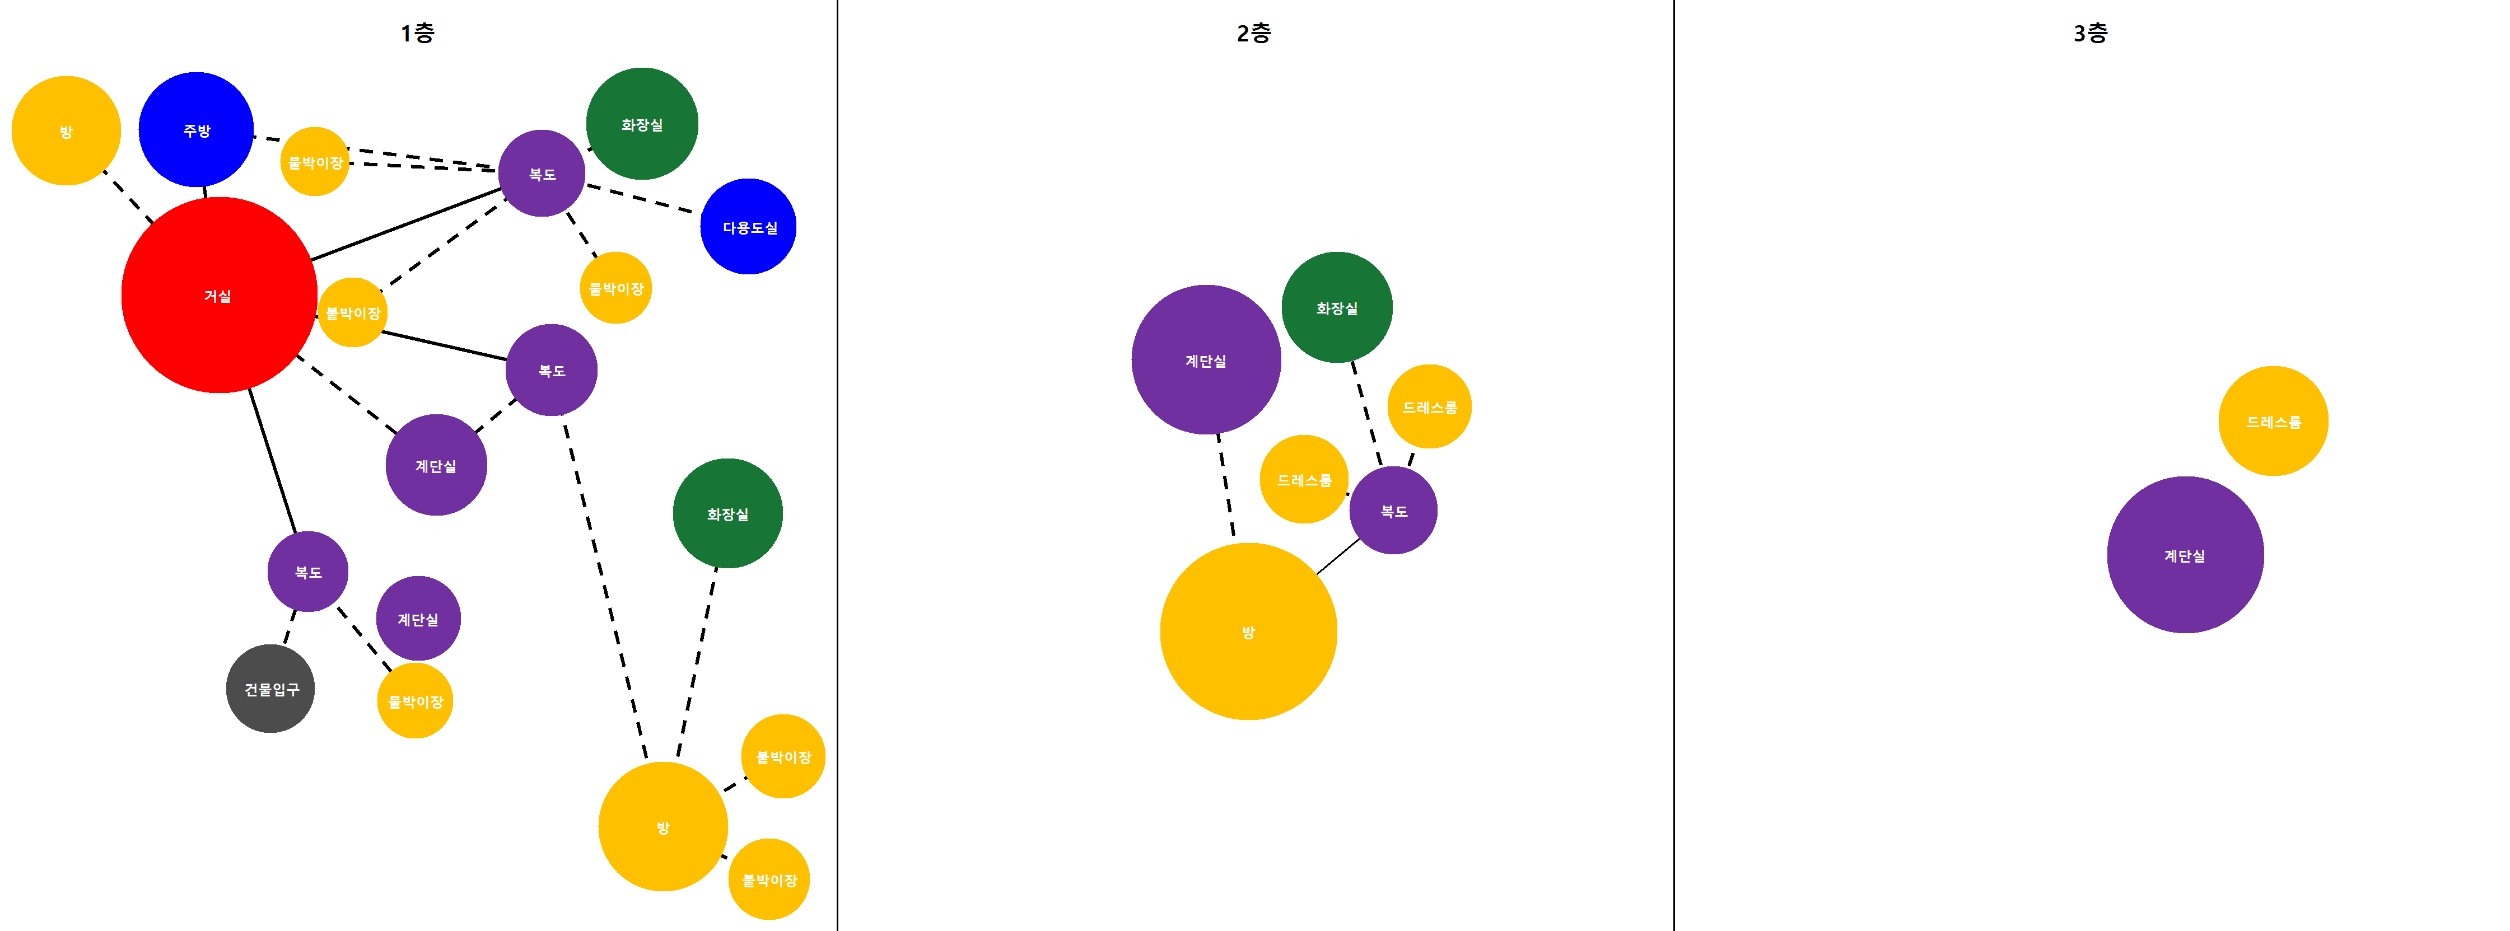 1층
방
주방
붙박이장
복도
화장실
다용도실
거실
붙박이장
붙박이장
복도
계단실
화장실
복도
계단실
건물입구
붙박이장
붙박이장
방
붙박이장
2층
계단실
화장실
드레스룸
드레스룸
복도
방
3층
드레스룸
계단실